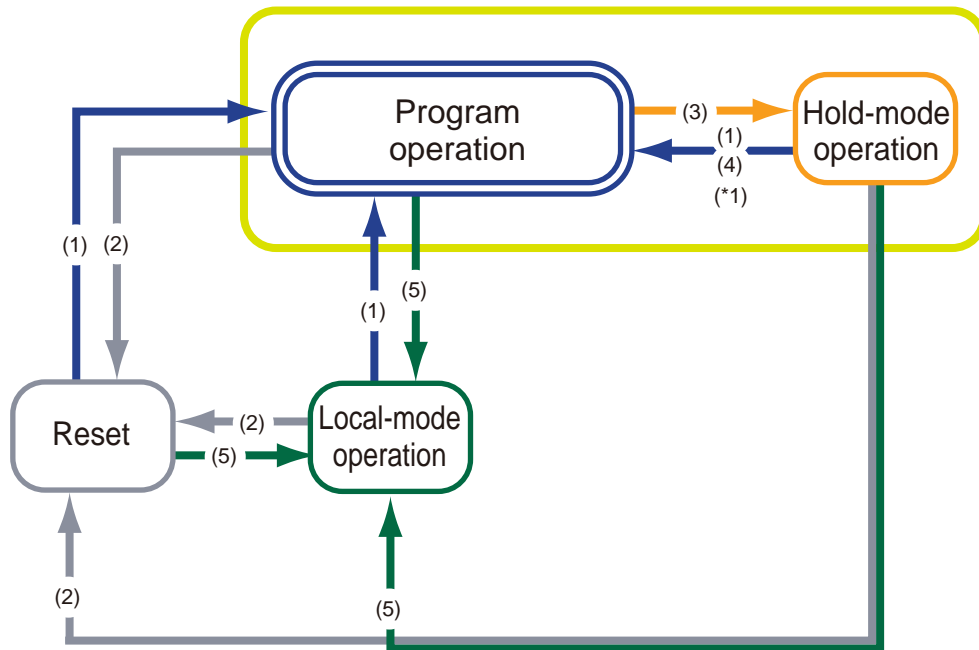 Program
operation
(3)
(1)
(4)
(*1)
Hold-mode
operation
(1)
(2)
(5)
(1)
Reset
(2)
(5)
Local-mode
operation
(2)
(5)